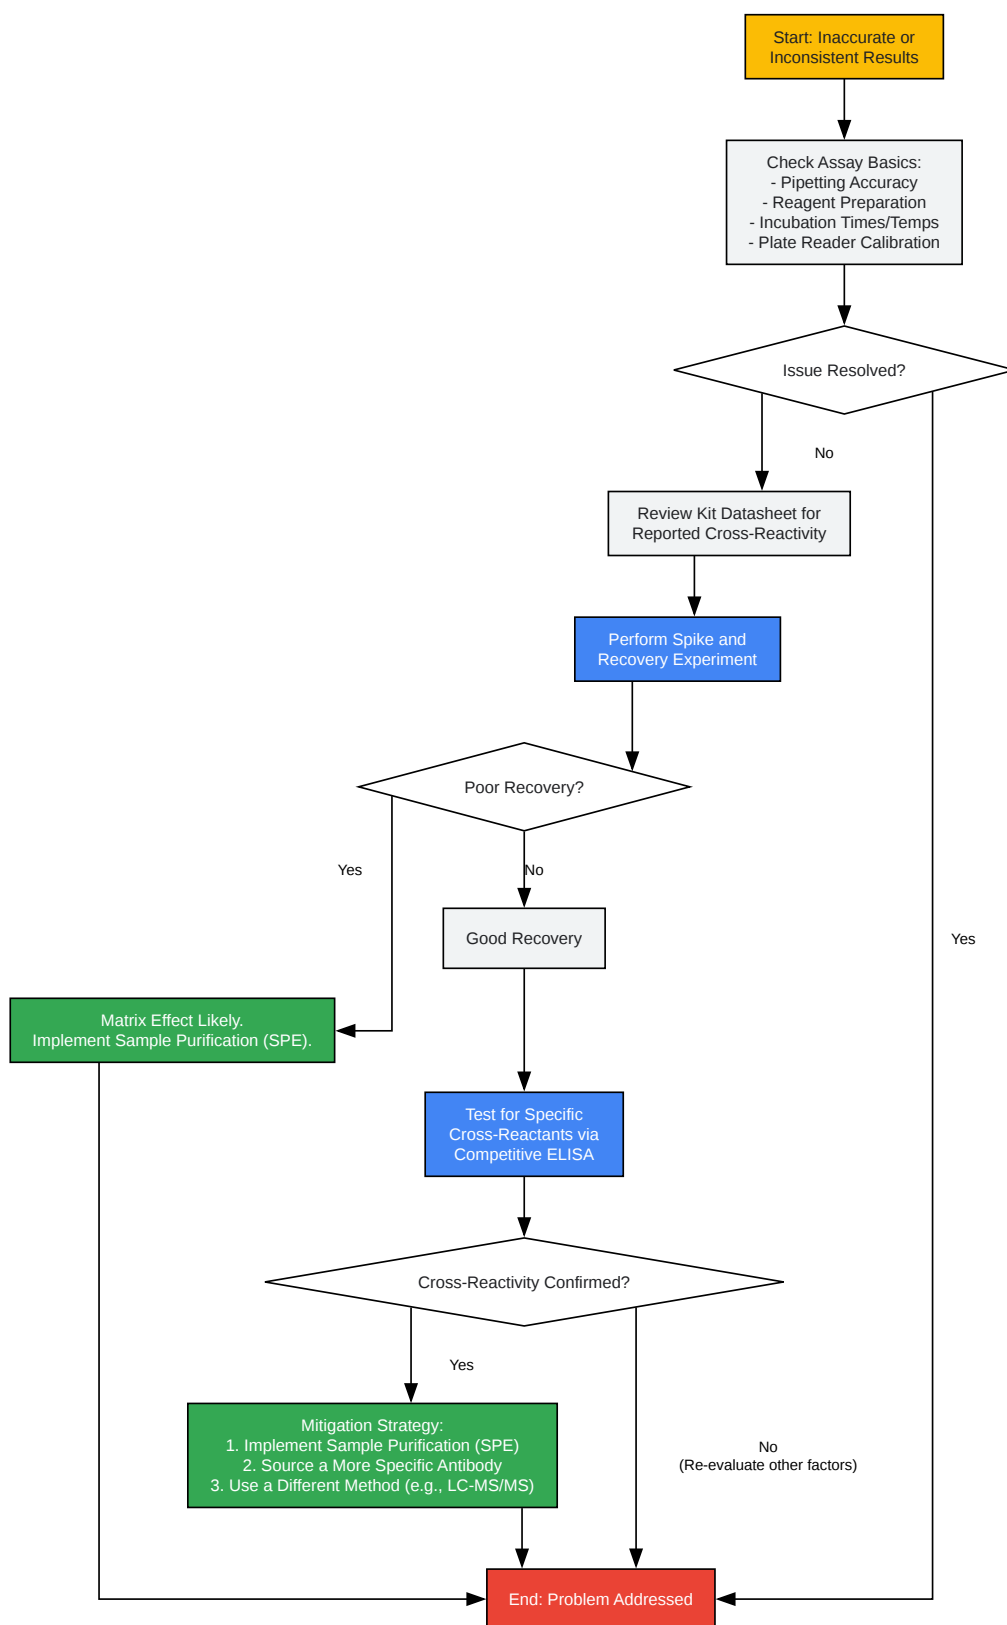 Start: Inaccurate or
Inconsistent Results
Check Assay Basics:
- Pipetting Accuracy
- Reagent Preparation
- Incubation Times/Temps
- Plate Reader Calibration
Issue Resolved?
No
Review Kit Datasheet for
Reported Cross-Reactivity
Perform Spike and
Recovery Experiment
Poor Recovery?
Yes
No
Good Recovery
Yes
Matrix Effect Likely.
Implement Sample Purification (SPE).
Test for Specific
Cross-Reactants via
Competitive ELISA
Cross-Reactivity Confirmed?
Yes
Mitigation Strategy:
1. Implement Sample Purification (SPE)
2. Source a More Specific Antibody
3. Use a Different Method (e.g., LC-MS/MS)
No
(Re-evaluate other factors)
End: Problem Addressed